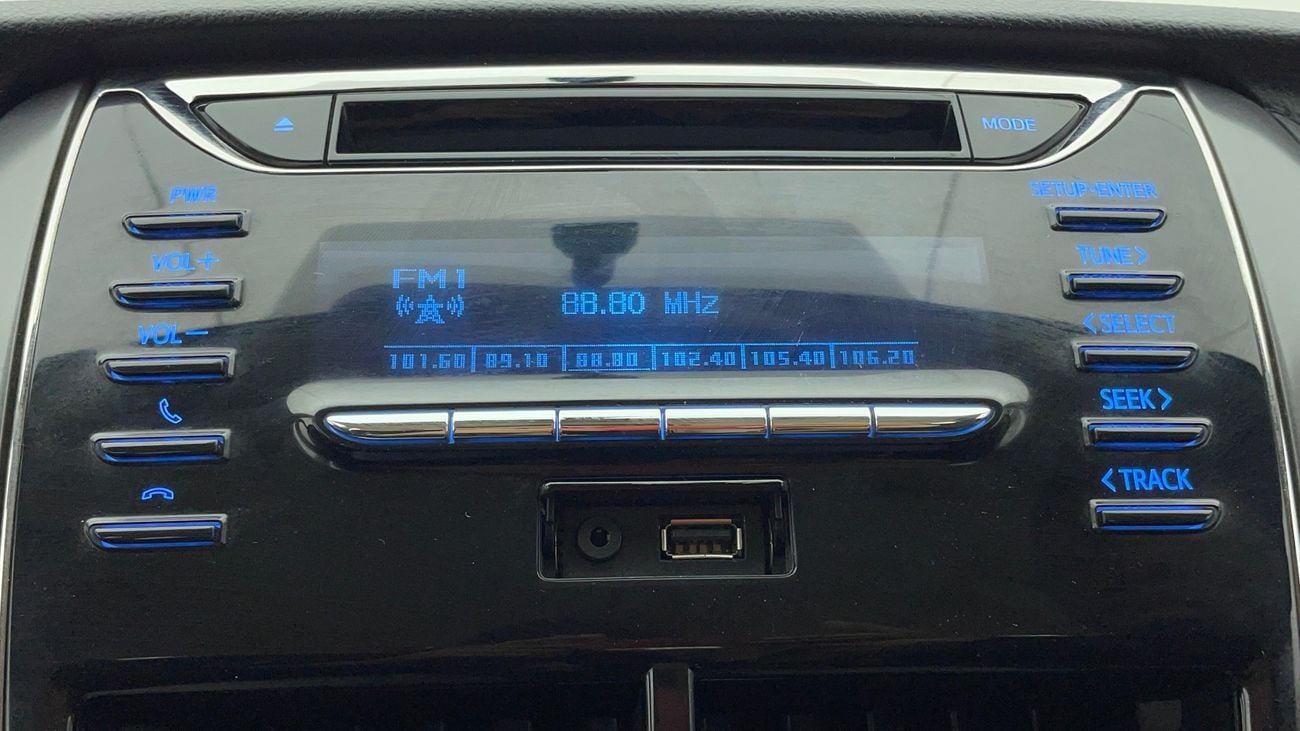 MODE
PWR
SETUP•ENTER
VOL+
TUNE>
FM1
88.80 MHz
VOL−
<SELECT
101.60 89.10 88.80 102.40 105.40 106.20
SEEK>
<TRACK